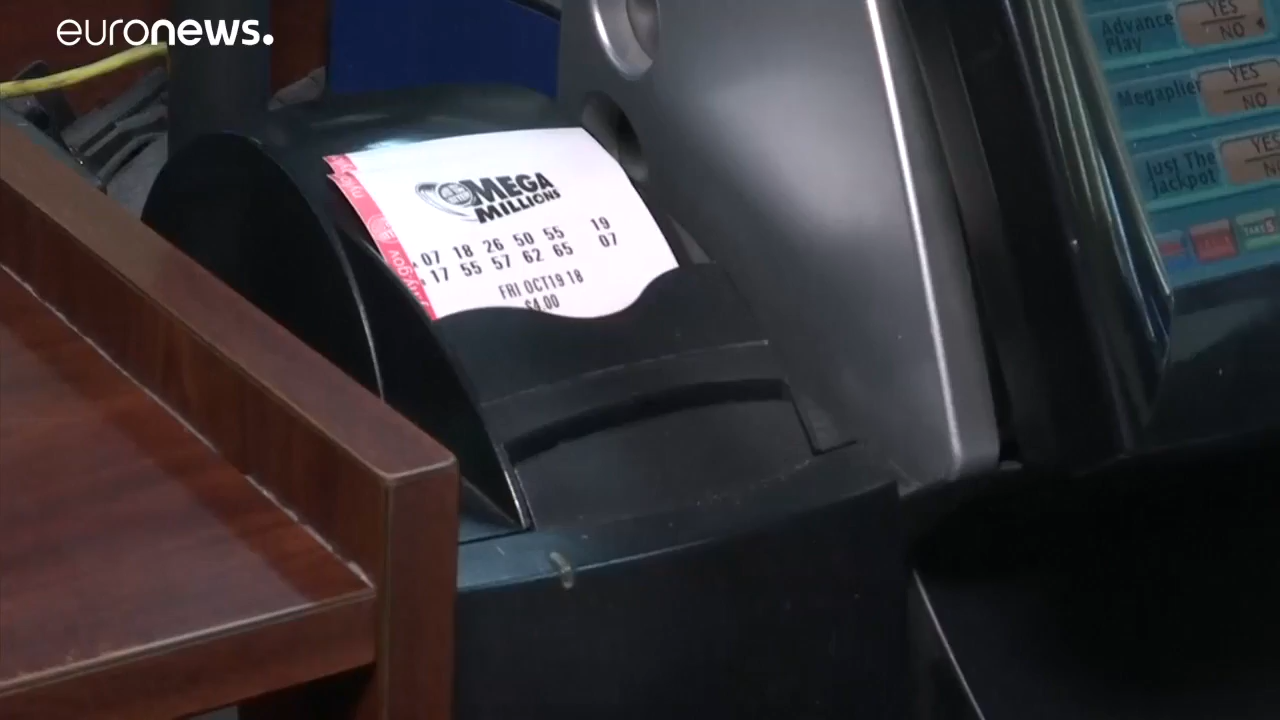 euronews.
MEGA
MILLIONS
07 18 26 50 55 19
17 55 57 62 65 07
FRI OCT19 18
$4.00
Advance
Play
YES
NO
Megaplier
YES
NO
Just The
Jackpot
YES